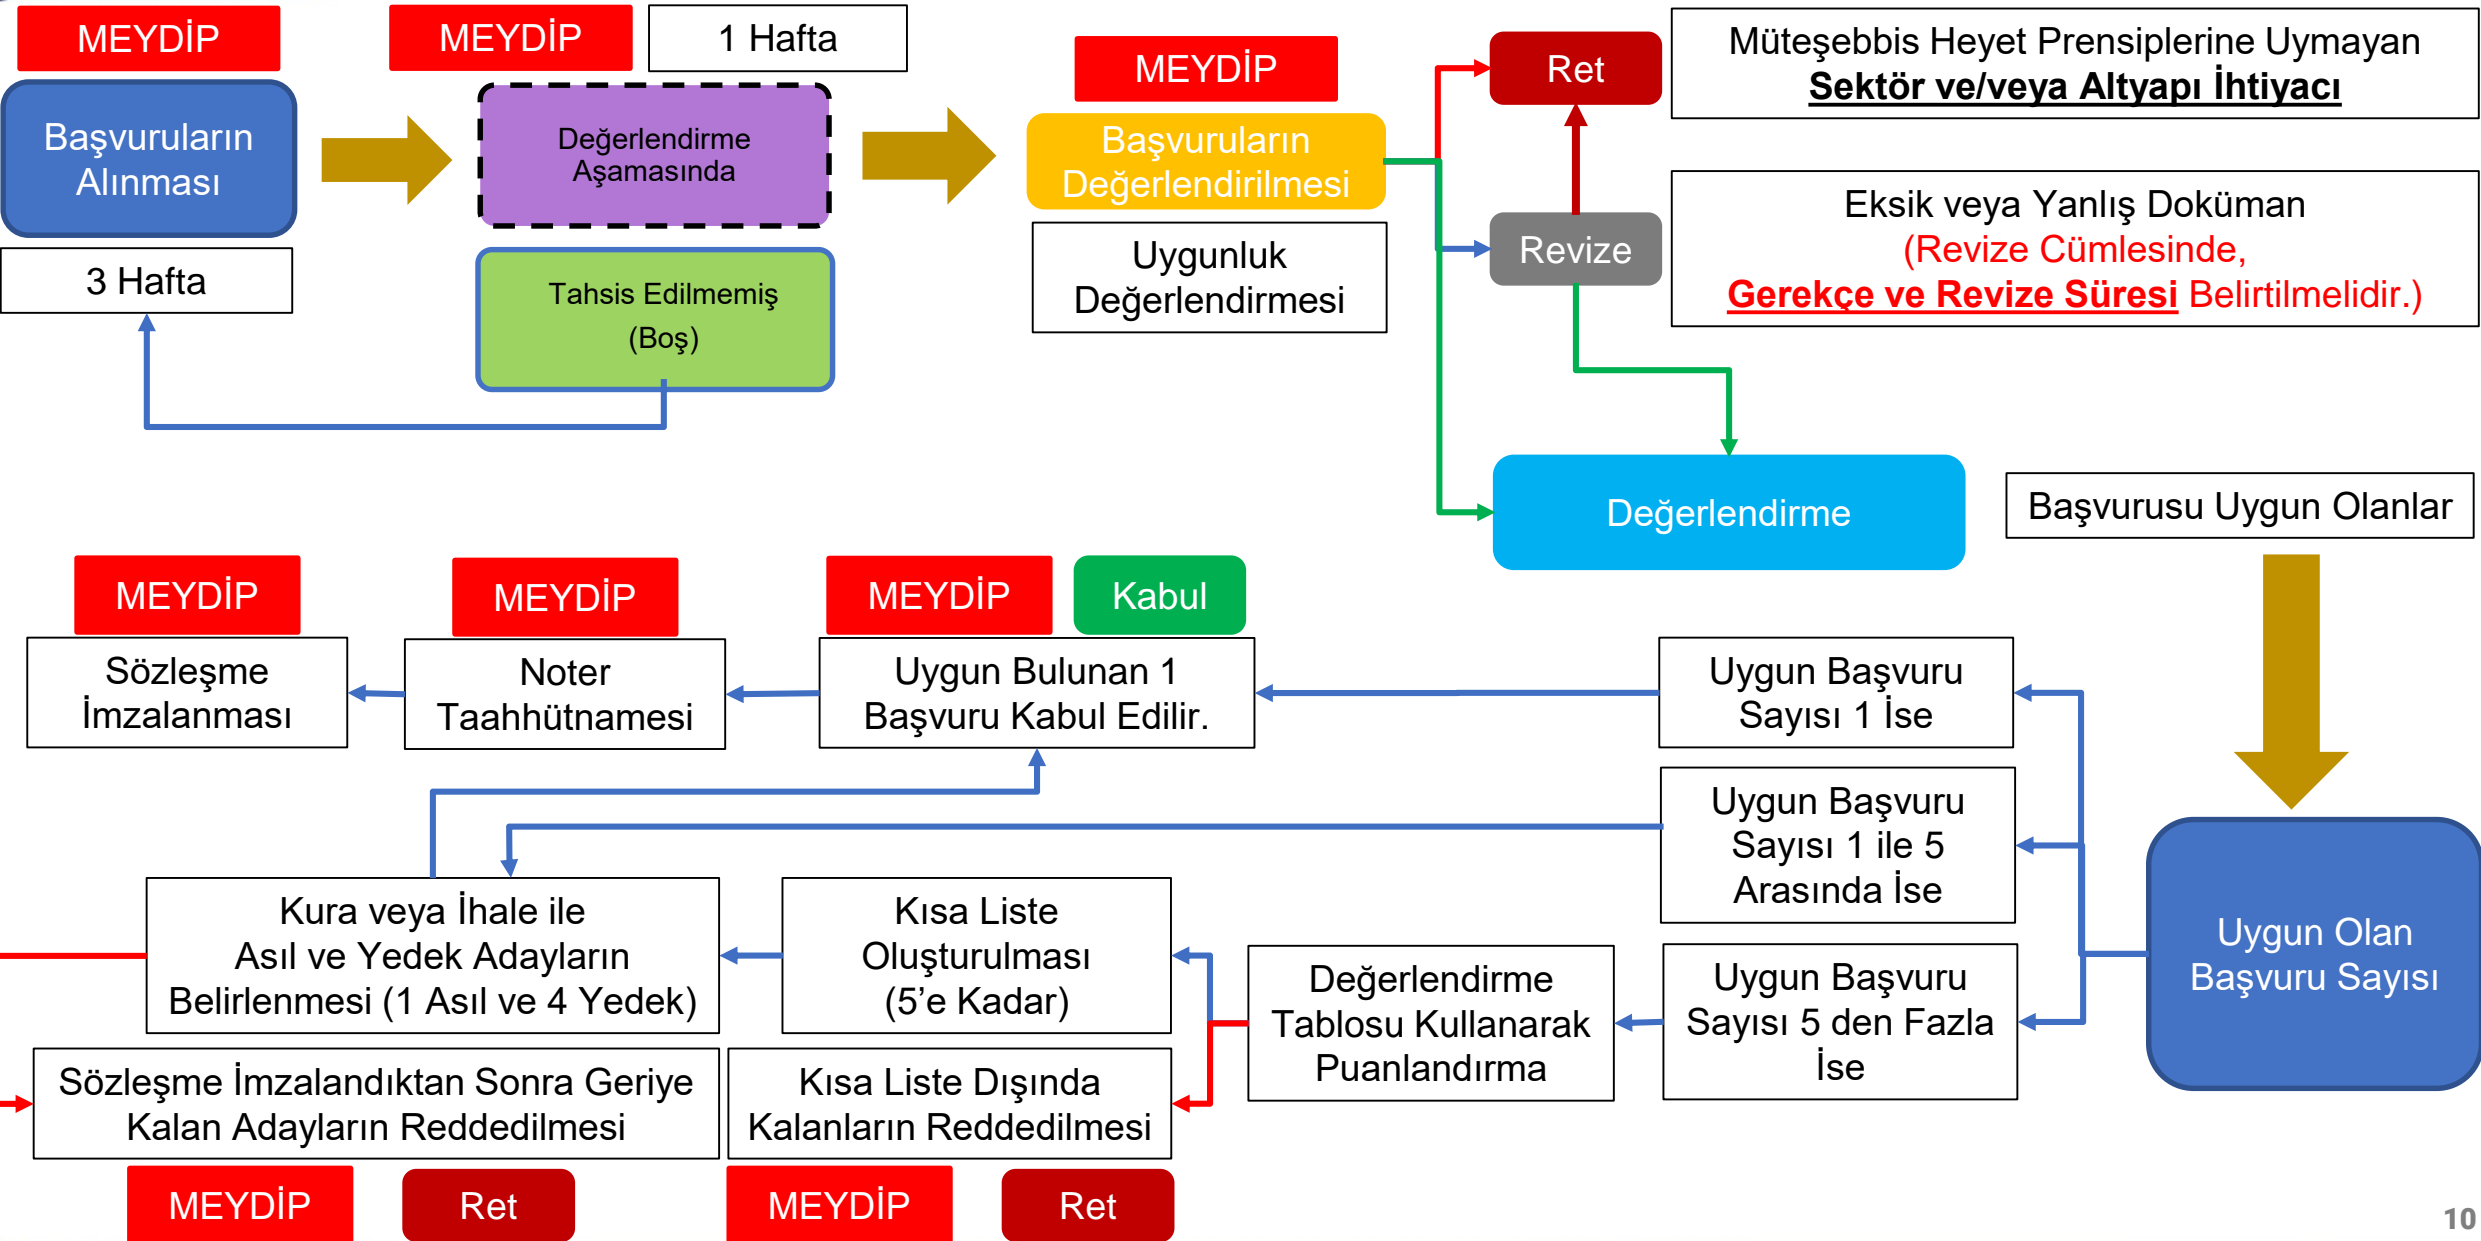 MEYDİP
MEYDİP
1 Hafta
MEYDİP
Ret
Müteşebbis Heyet Prensiplerine Uymayan
Sektör ve/veya Altyapı İhtiyacı
Başvuruların
Alınması
Değerlendirme
Aşamasında
Başvuruların
Değerlendirilmesi
3 Hafta
Tahsis Edilmemiş
(Boş)
Uygunluk
Değerlendirmesi
Revize
Eksik veya Yanlış Doküman
(Revize Cümlesinde,
Gerekçe ve Revize Süresi Belirtilmelidir.)
Değerlendirme
Başvurusu Uygun Olanlar
MEYDİP
MEYDİP
MEYDİP
Kabul
Sözleşme
İmzalanması
Noter
Taahhütnamesi
Uygun Bulunan 1
Başvuru Kabul Edilir.
Uygun Başvuru
Sayısı 1 İse
Uygun Başvuru
Sayısı 1 ile 5
Arasında İse
Kura veya İhale ile
Asıl ve Yedek Adayların
Belirlenmesi (1 Asıl ve 4 Yedek)
Kısa Liste
Oluşturulması
(5’e Kadar)
Değerlendirme
Tablosu Kullanarak
Puanlandırma
Uygun Başvuru
Sayısı 5 den Fazla
İse
Uygun Olan
Başvuru Sayısı
Sözleşme İmzalandıktan Sonra Geriye
Kalan Adayların Reddedilmesi
Kısa Liste Dışında
Kalanların Reddedilmesi
MEYDİP
Ret
MEYDİP
Ret
10